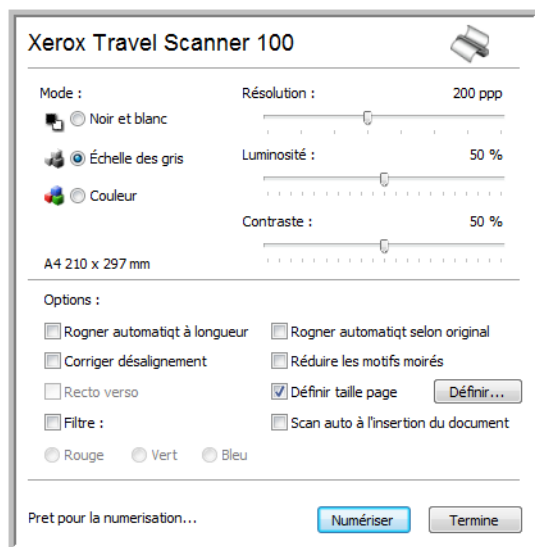 Xerox Travel Scanner 100
Mode :
Résolution : 200 ppp
Noir et blanc
Échelle des gris
Luminosité : 50 %
Couleur
Contraste : 50 %
A4 210 x 297 mm
Options :
Rogner automatiqt à longueur Rogner automatiqt selon original
Corriger désalignement Réduire les motifs moirés
Recto verso Définir taille page Définir...
Filtre : Scan auto à l'insertion du document
Rouge Vert Bleu
Pret pour la numerisation... Numériser Termine